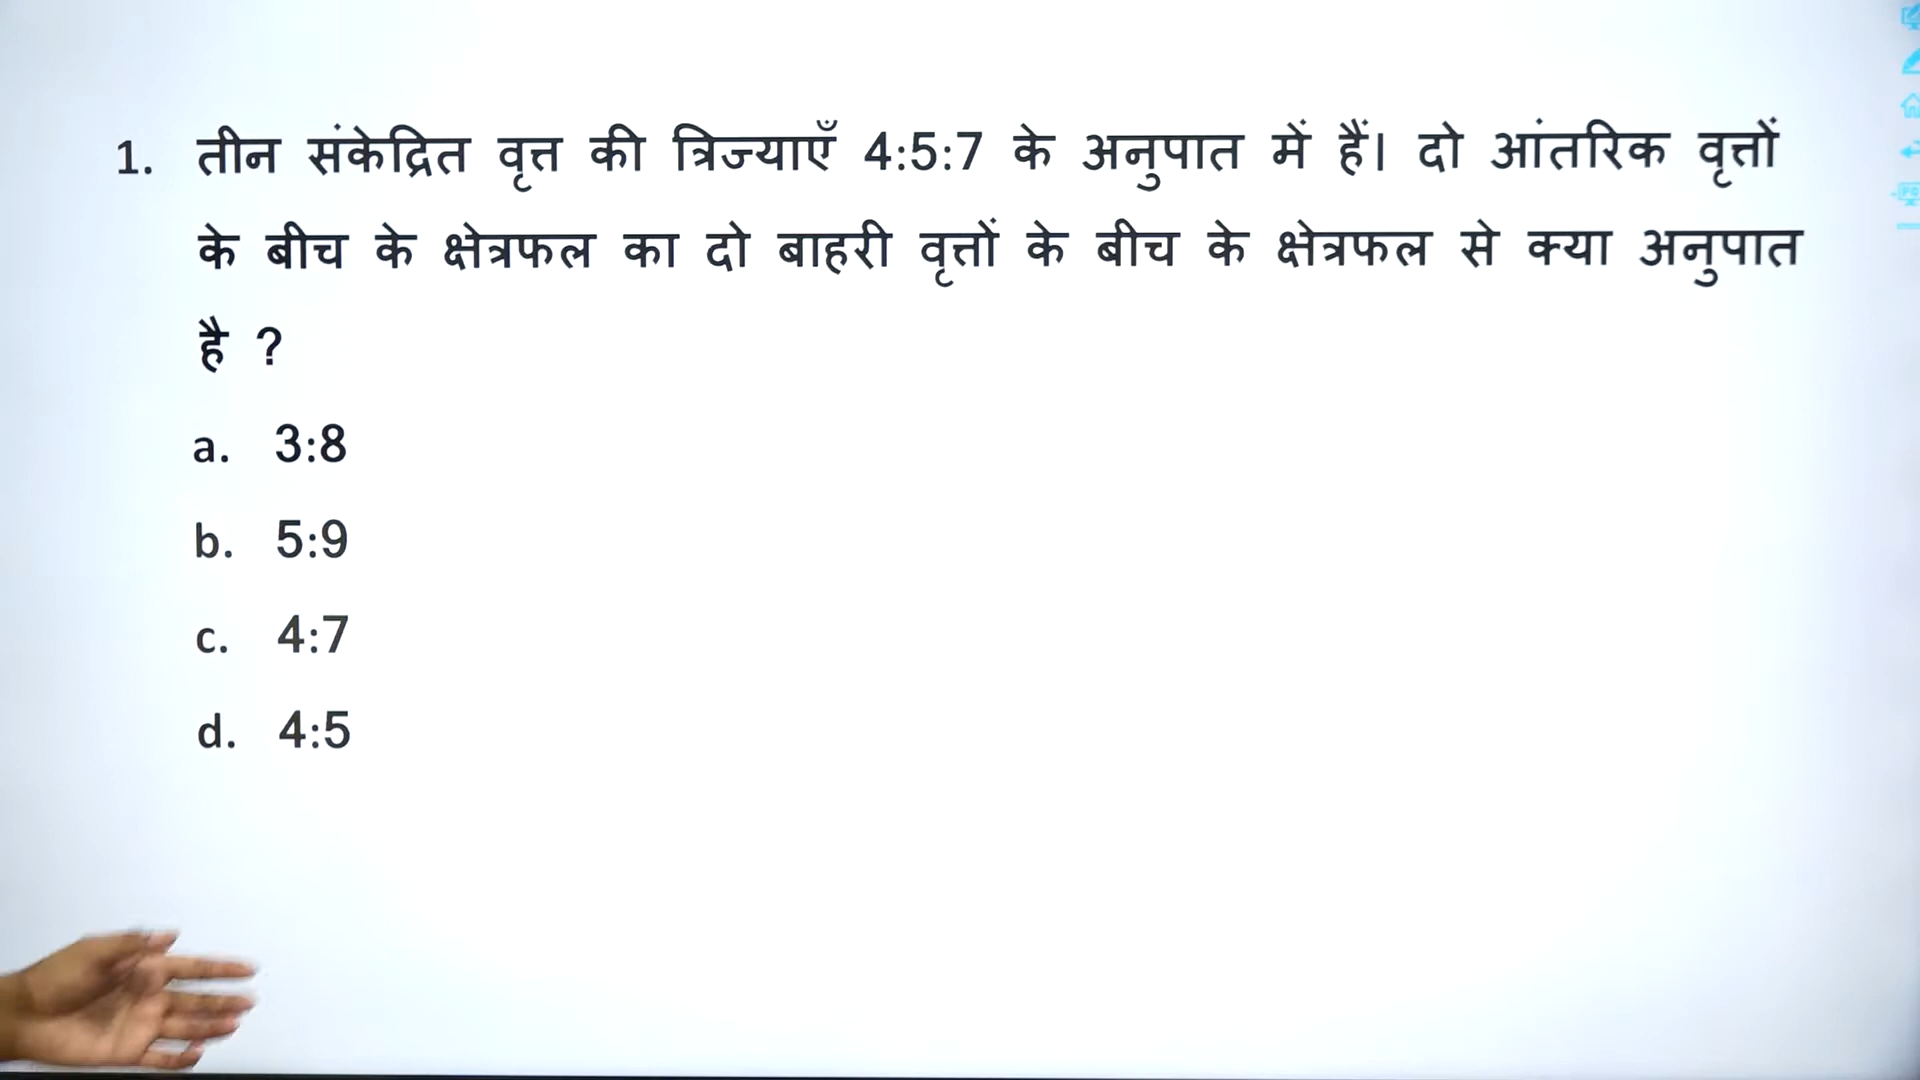 1. तीन संकेद्रित वृत्त की त्रिज्याएँ 4:5:7 के अनुपात में हैं। दो आंतरिक वृत्तों
के बीच के क्षेत्रफल का दो बाहरी वृत्तों के बीच के क्षेत्रफल से क्या अनुपात
है ?
a. 3:8
b. 5:9
c. 4:7
d. 4:5